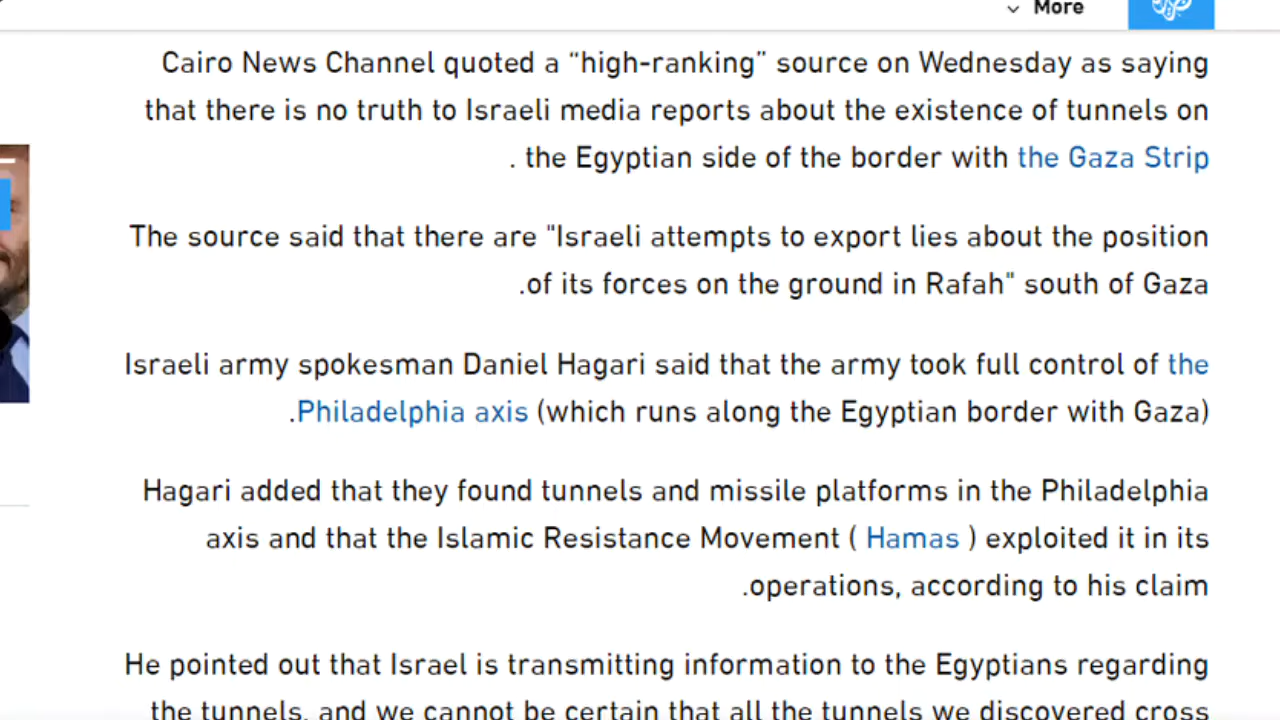 More
Cairo News Channel quoted a “high-ranking” source on Wednesday as saying
that there is no truth to Israeli media reports about the existence of tunnels on
. the Egyptian side of the border with the Gaza Strip
The source said that there are "Israeli attempts to export lies about the position
.of its forces on the ground in Rafah" south of Gaza
Israeli army spokesman Daniel Hagari said that the army took full control of the
.Philadelphia axis (which runs along the Egyptian border with Gaza)
Hagari added that they found tunnels and missile platforms in the Philadelphia
axis and that the Islamic Resistance Movement ( Hamas ) exploited it in its
.operations, according to his claim
He pointed out that Israel is transmitting information to the Egyptians regarding
the tunnels, and we cannot be certain that all the tunnels we discovered cross